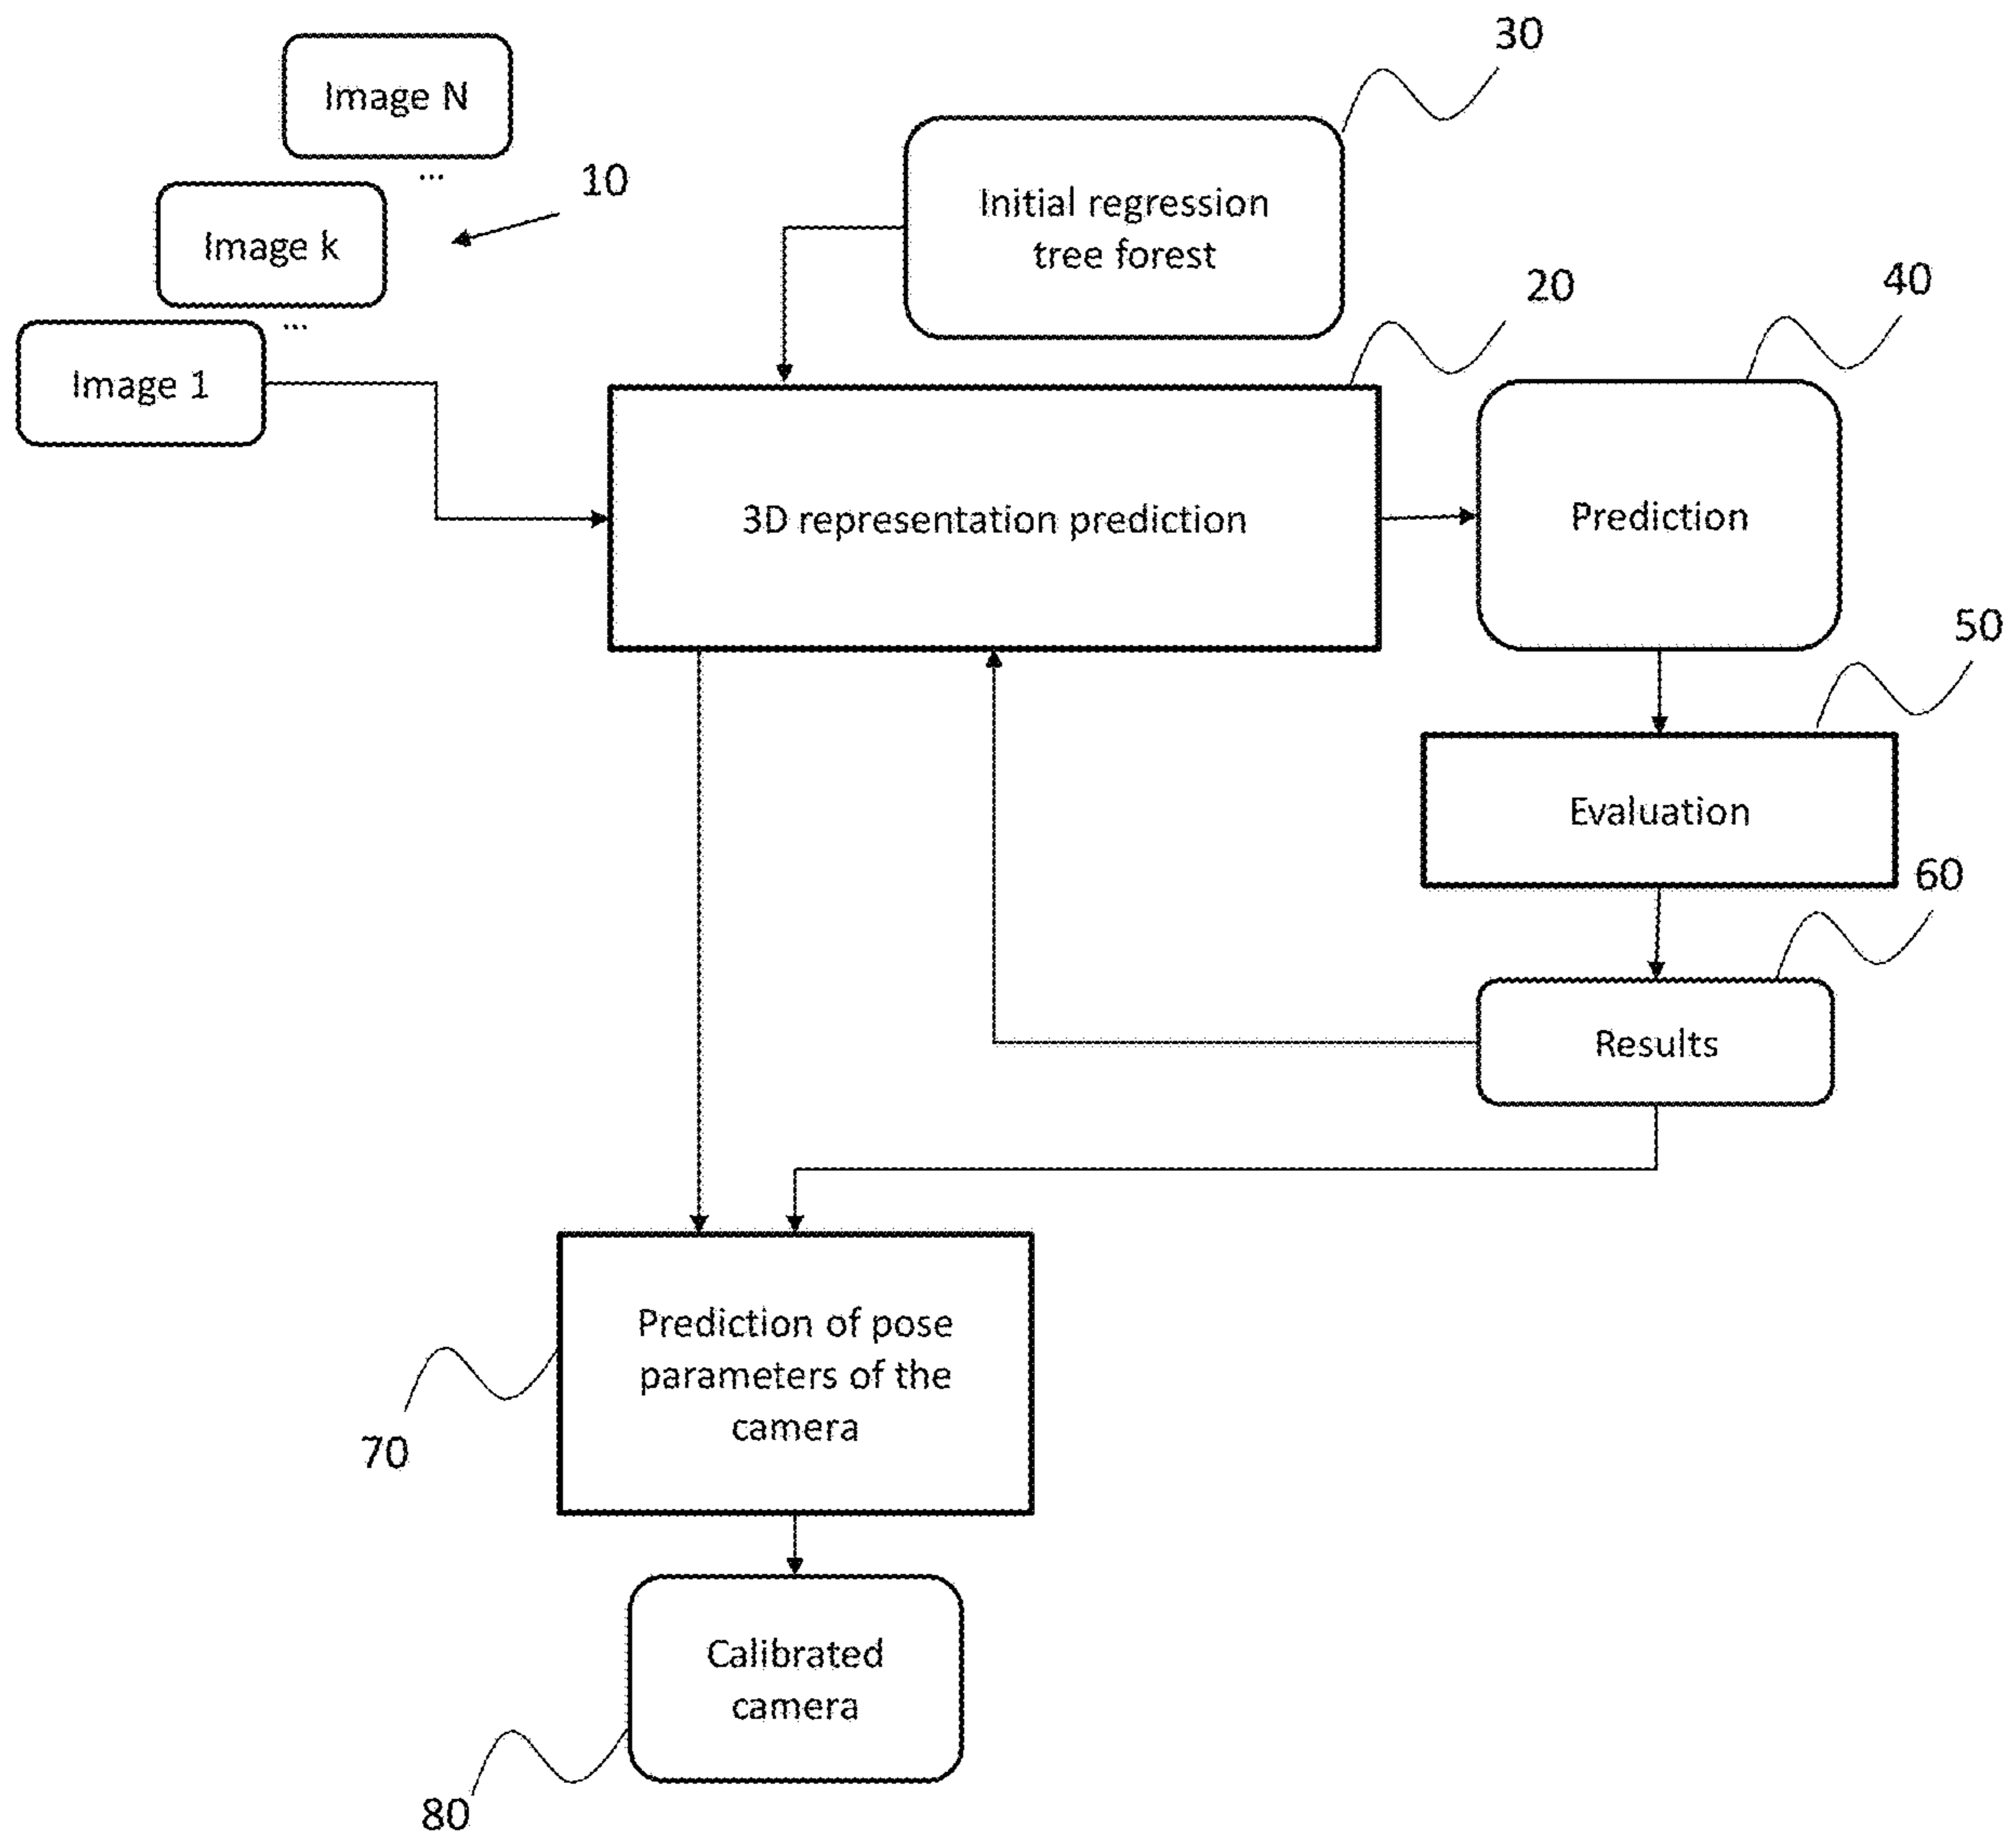 30
Image N
...
10
Image k
...
Image 1
Initial regression
tree forest
20
40
3D representation prediction
Prediction
50
Evaluation
60
Results
Prediction of pose
parameters of the
camera
70
Calibrated
camera
80